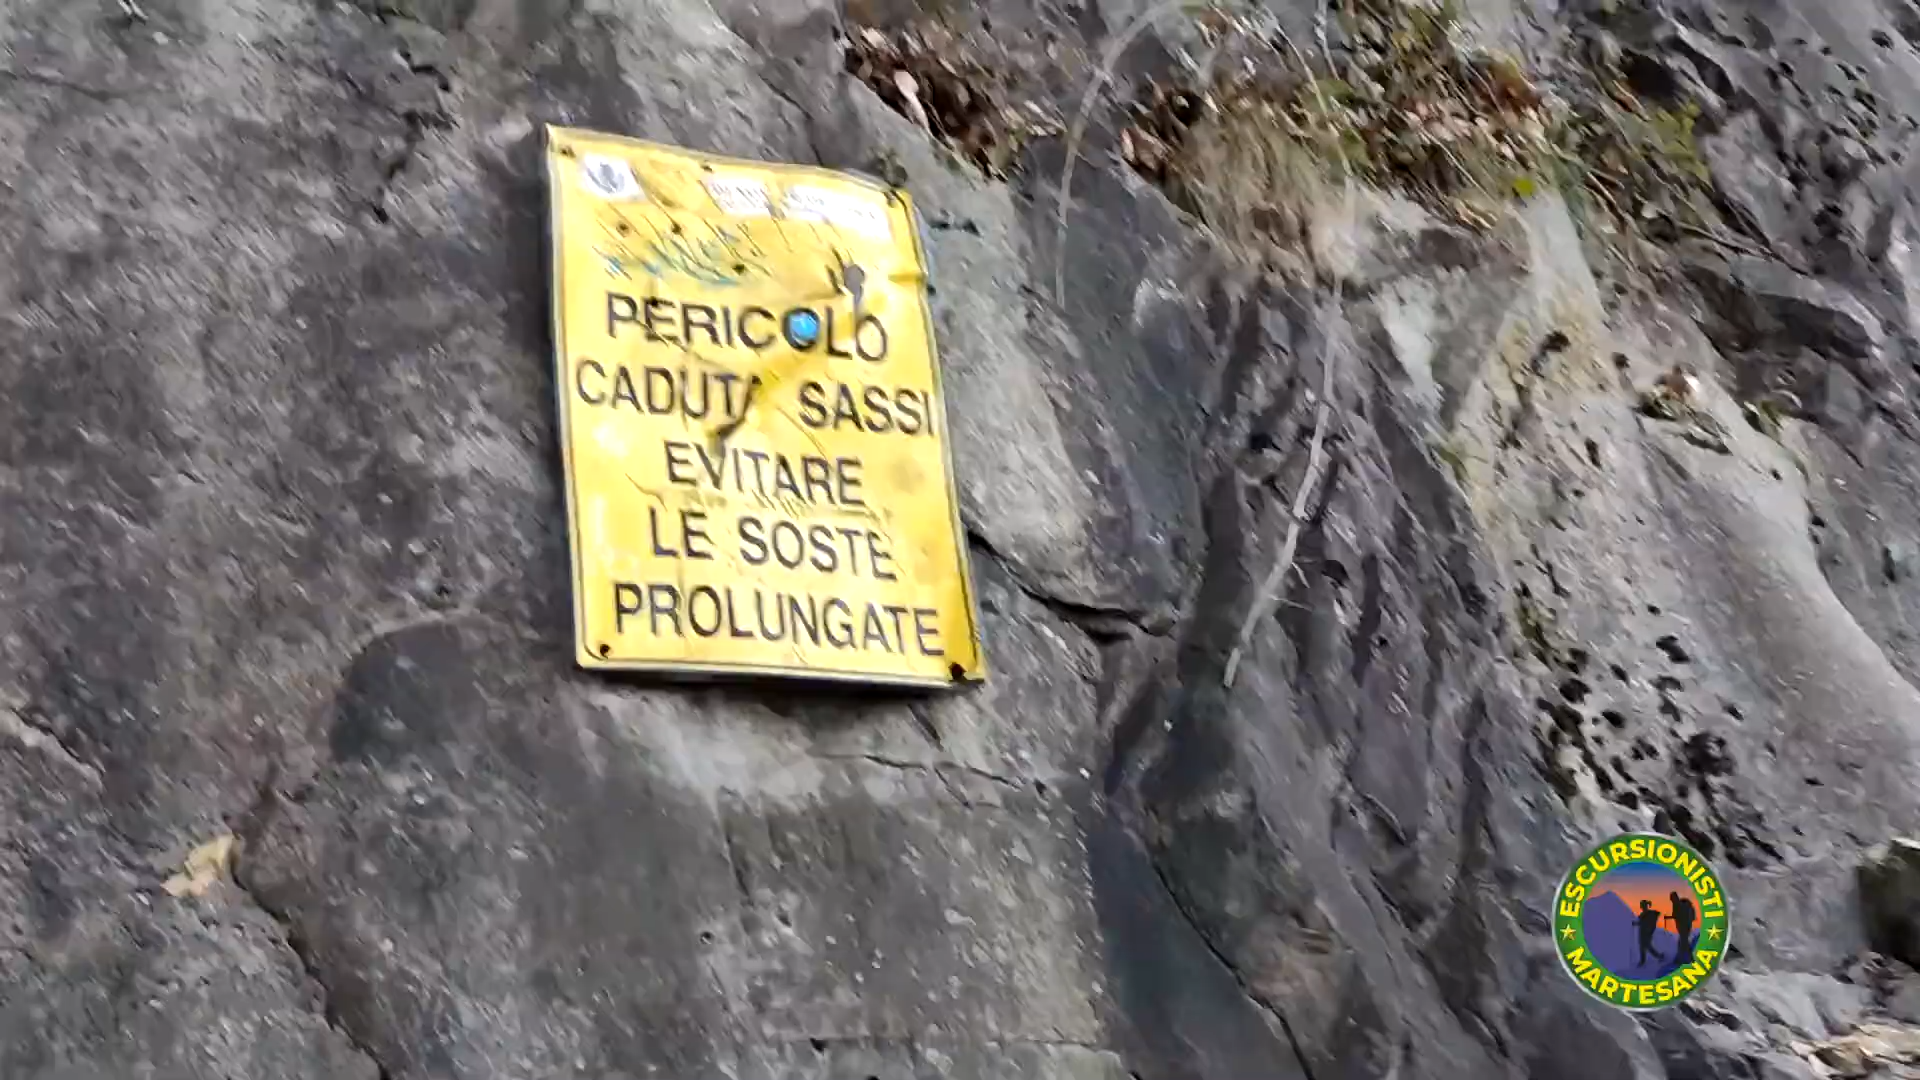 PERICOLO
CADUTA SASSI
EVITARE
LE SOSTE
PROLUNGATE
ESCURSIONISTI
MARTESANA